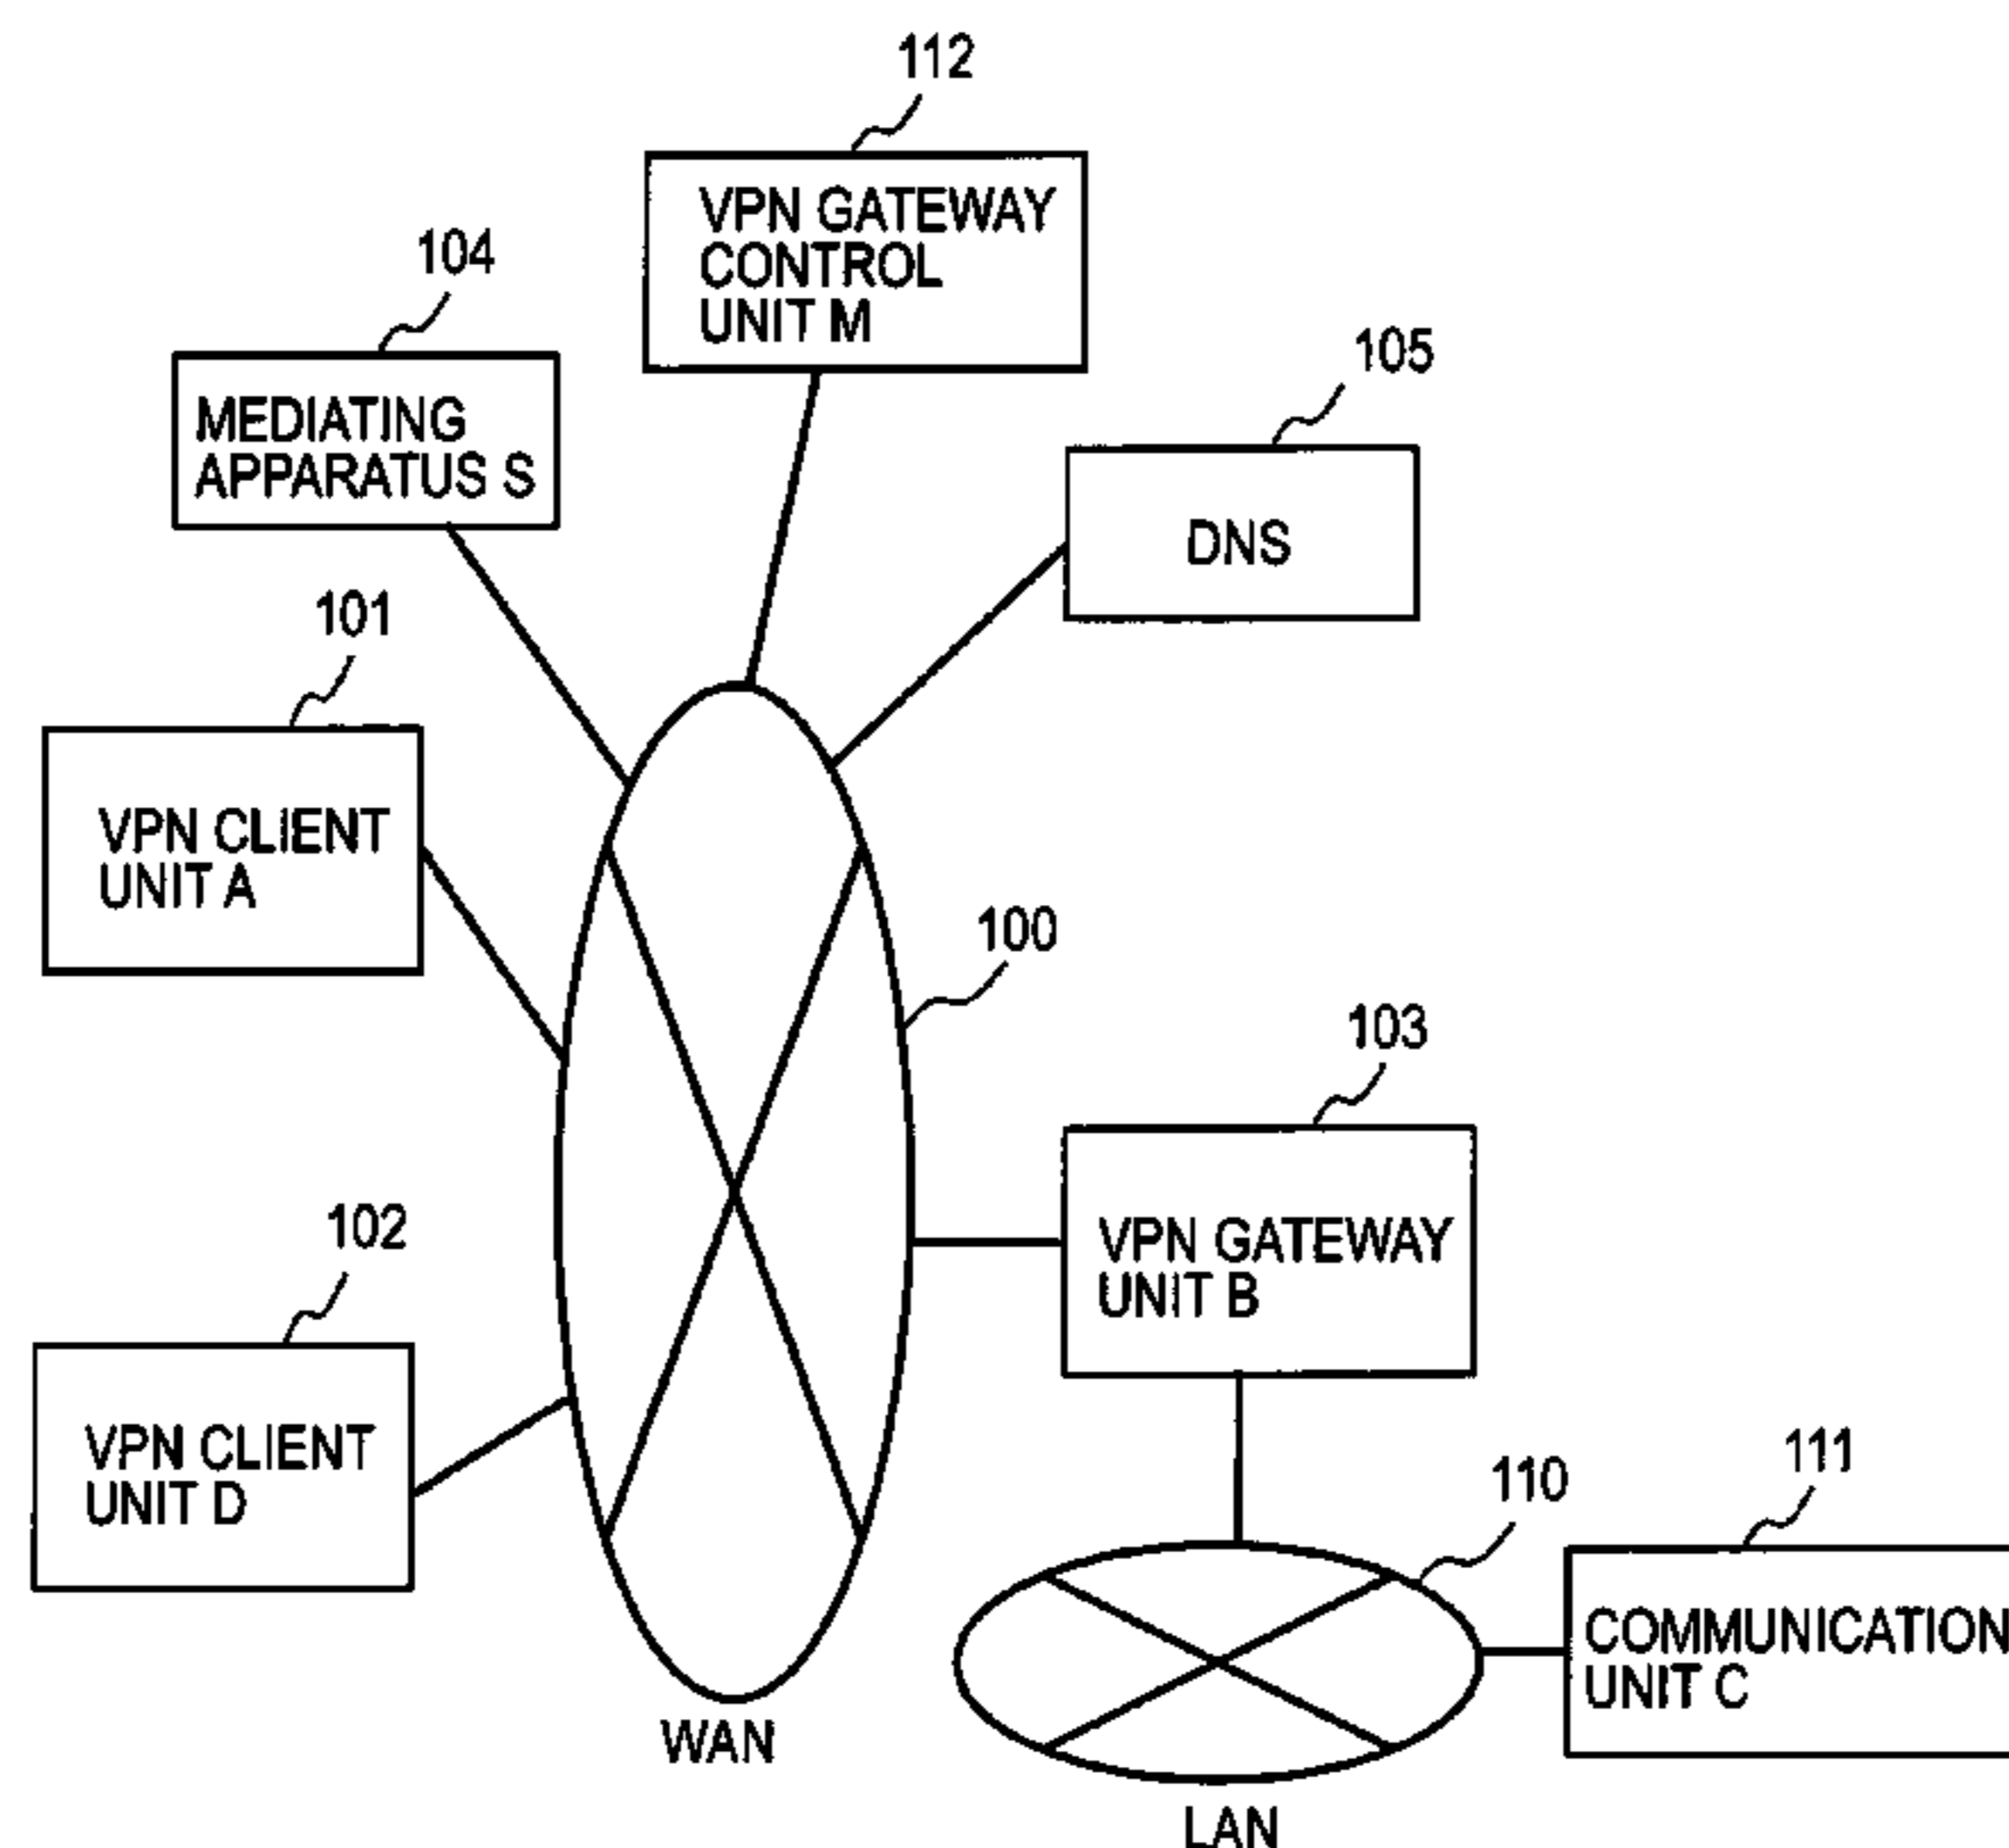 112
VPN GATEWAY
CONTROL
UNIT M
104
MEDIATING
APPARATUS S
105
DNS
101
VPN CLIENT
UNIT A
100
103
VPN GATEWAY
UNIT B
102
VPN CLIENT
UNIT D
110
111
COMMUNICATION
UNIT C
WAN
LAN